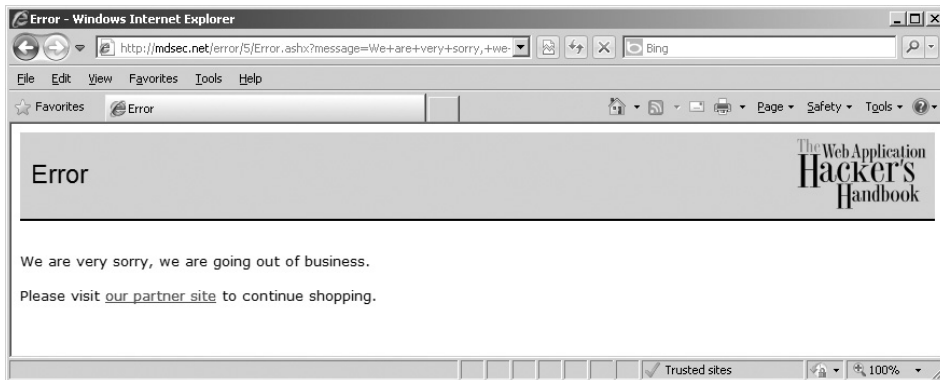 Error - Windows Internet Explorer
http://mdsec.net/error/5/Error.ashx?message=We+are+very+sorry,+we-
Bing
File Edit View Favorites Tools Help
Favorites Error Page Safety Tools
Error
The Web Application
Hacker's
Handbook
We are very sorry, we are going out of business.
Please visit our partner site to continue shopping.
Trusted sites 100%